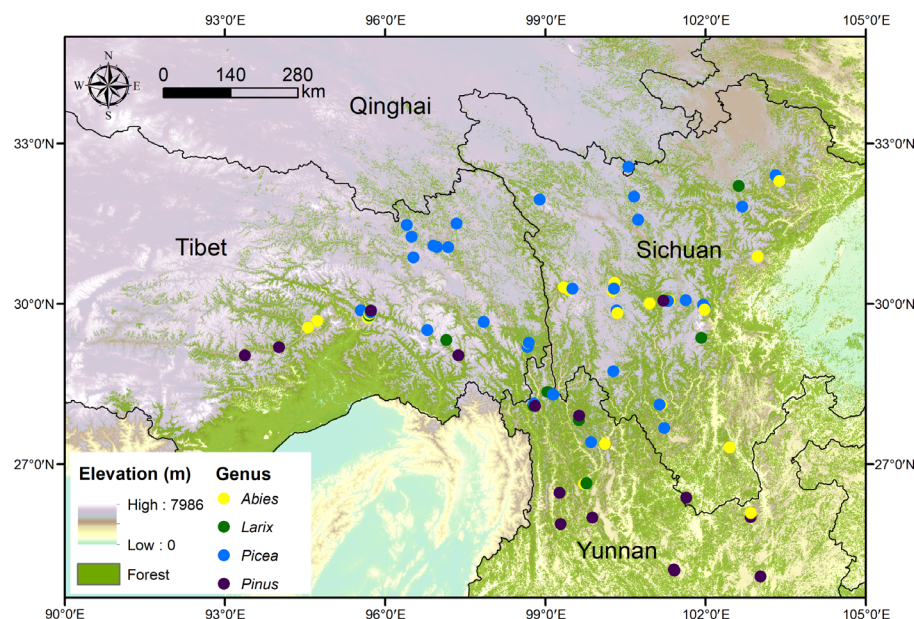 93°0'E 96°0'E 99°0'E 102°0'E 105°0'E
N
W E
S
0 140 280
km
Qinghai
33°0'N 33°0'N
Tibet
Sichuan
30°0'N 30°0'N
27°0'N 27°0'N
Elevation (m)
High : 7986
Low : 0
Forest
Genus
Abies
Larix
Picea
Pinus
Yunnan
90°0'E 93°0'E 96°0'E 99°0'E 102°0'E 105°0'E